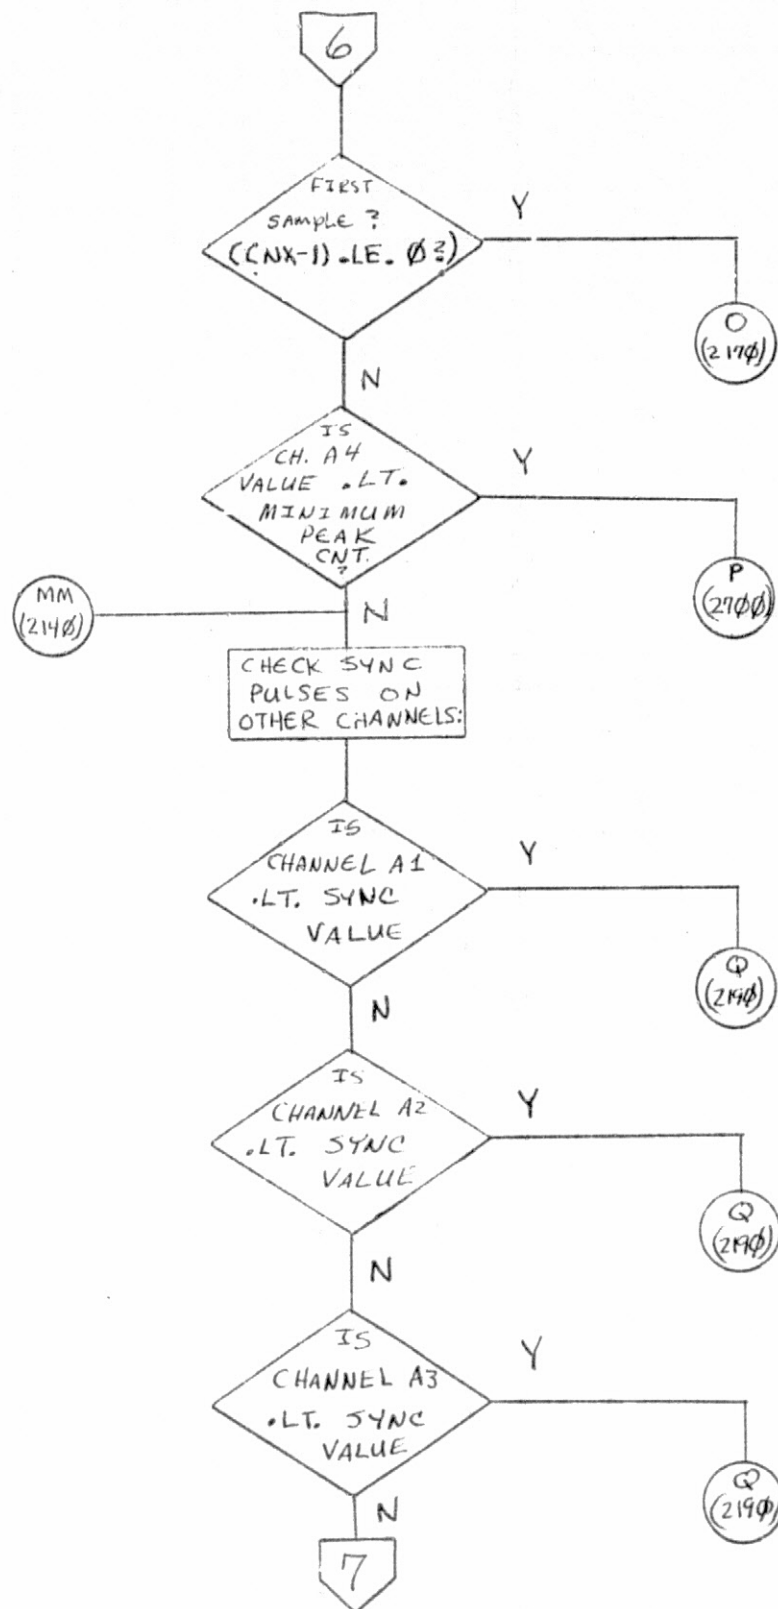 6
FIRST
SAMPLE ?
((NX-1) .LE. Ø?)
Y
O
(217Ø)
N
IS
CH. A4
VALUE .LT.
MINIMUM
PEAK
CNT.
?
Y
P
(27ØØ)
MM
(214Ø)
N
CHECK SYNC
PULSES ON
OTHER CHANNELS:
IS
CHANNEL A1
.LT. SYNC
VALUE
Y
Q
(219Ø)
N
IS
CHANNEL A2
.LT. SYNC
VALUE
Y
Q
(219Ø)
N
IS
CHANNEL A3
.LT. SYNC
VALUE
Y
Q
(219Ø)
N
7